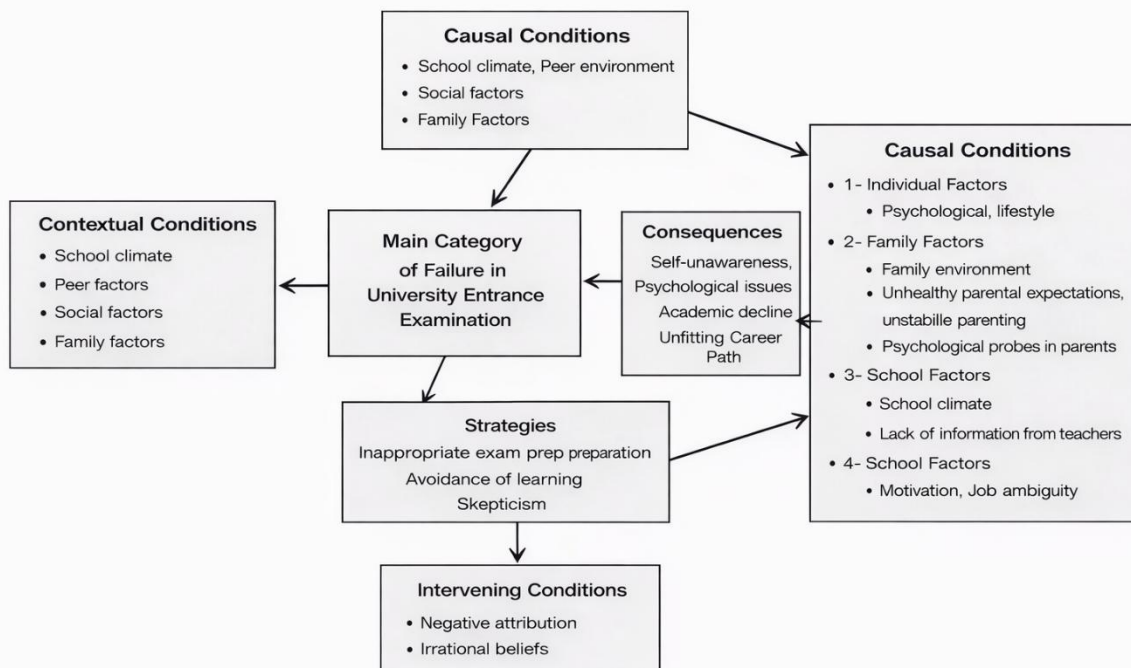 Causal Conditions
• School climate, Peer environment
• Social factors
• Family Factors
Contextual Conditions
• School climate
• Peer factors
• Social factors
• Family factors
Main Category
of Failure in
University Entrance
Examination
Consequences
Self-unawareness,
Psychological issues
Academic decline
Unfitting Career
Path
Causal Conditions
• 1- Individual Factors
• Psychological, lifestyle
• 2- Family Factors
• Family environment
• Unhealthy parental expectations,
unstabille parenting
• Psychological probes in parents
• 3- School Factors
• School climate
• Lack of information from teachers
• 4- School Factors
• Motivation, Job ambiguity
Strategies
Inappropriate exam prep preparation
Avoidance of learning
Skepticism
Intervening Conditions
• Negative attribution
• Irrational beliefs